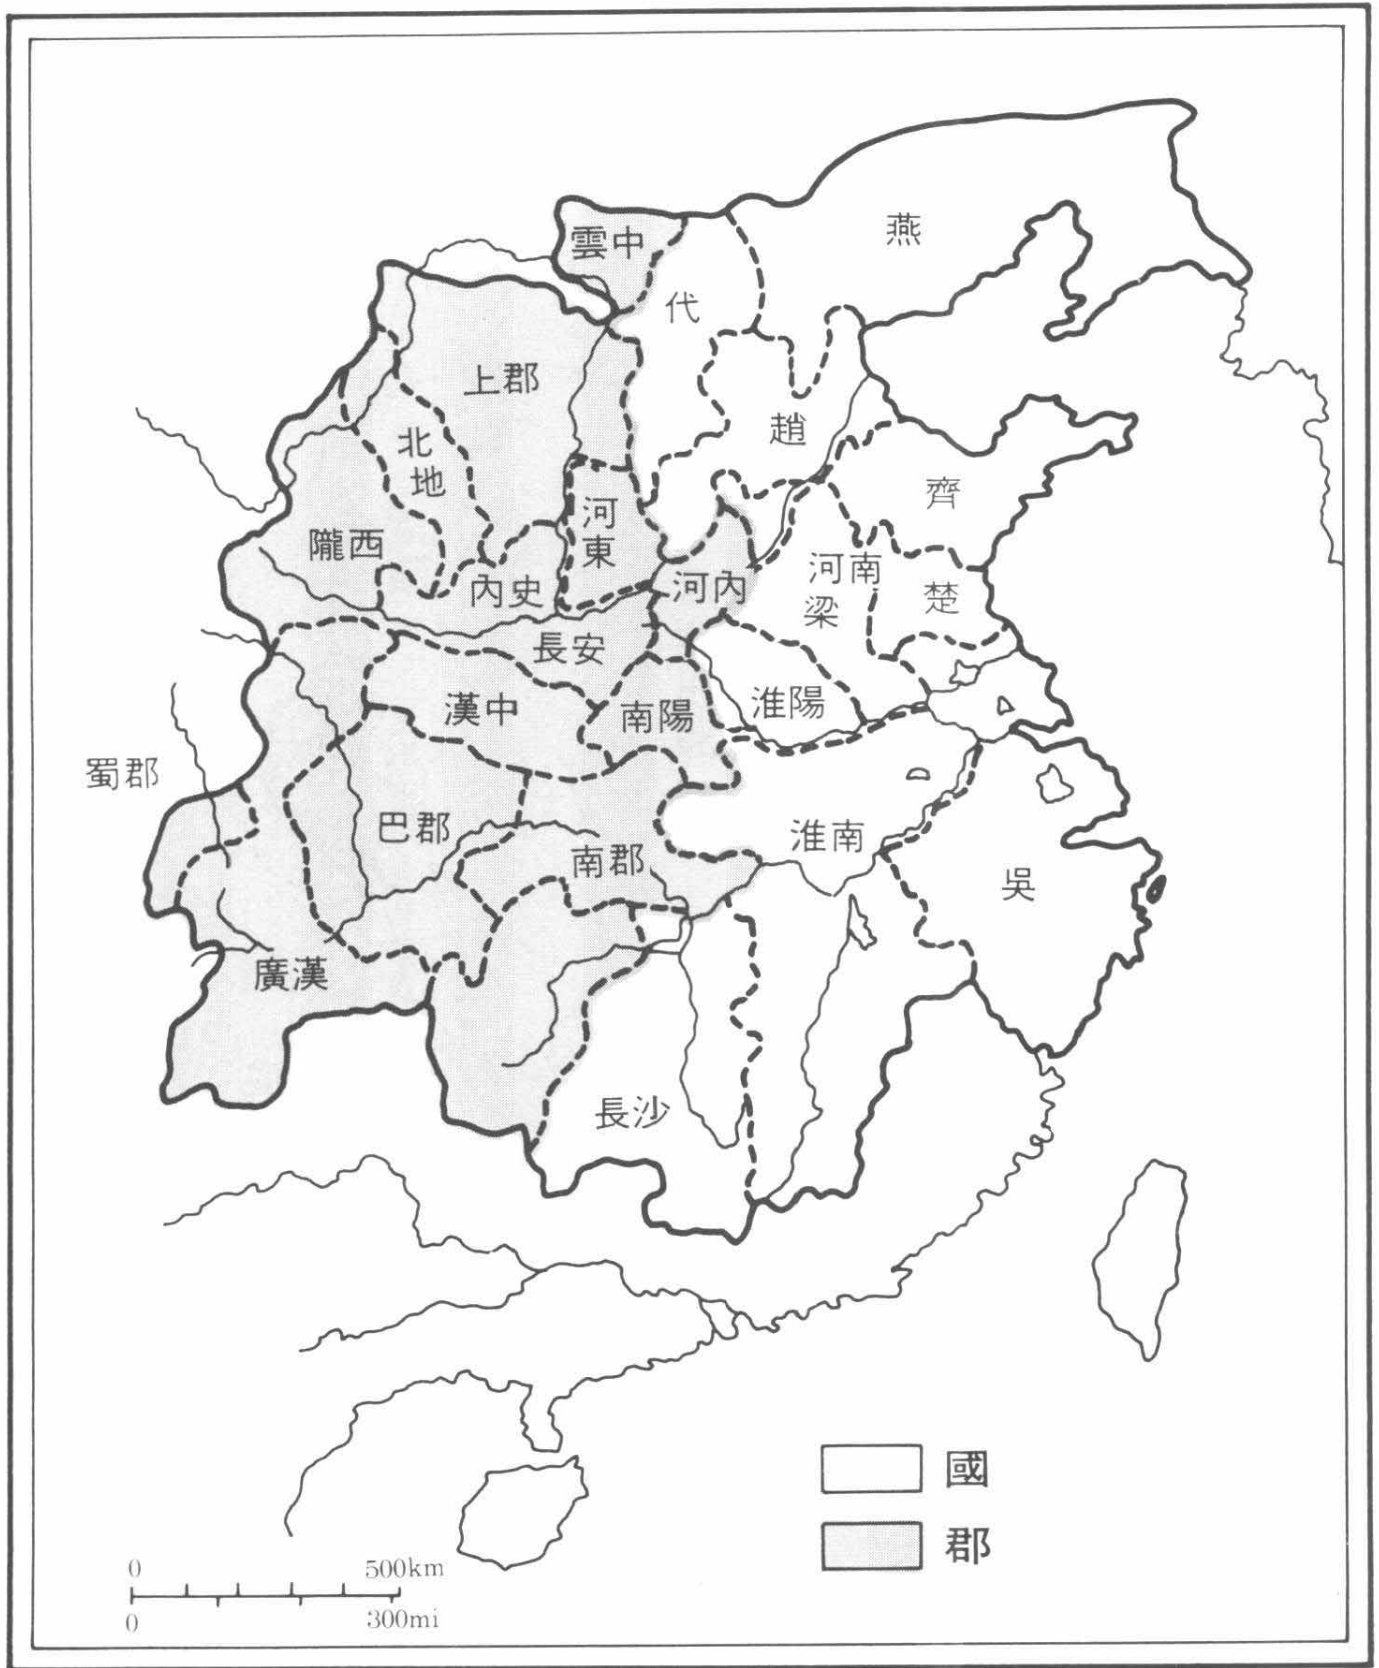 燕
雲中
代
上郡
趙
北
地
齊
河
東
隴西
內史
河內
河南
梁
楚
長安
漢中
南陽
淮陽
蜀郡
巴郡
南郡
淮南
吳
廣漢
長沙
國
郡
0 500km
0 300mi